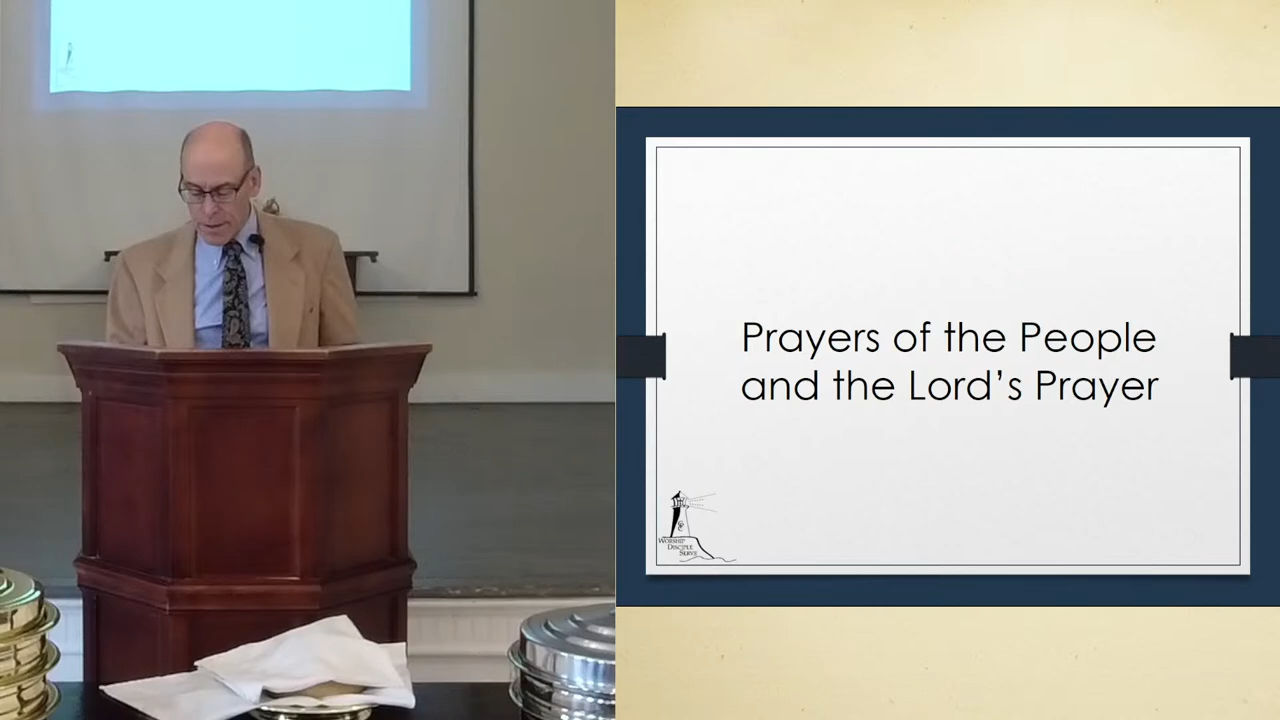 Prayers of the People
and the Lord’s Prayer
WORSHIP
DISCIPLE
SERVE